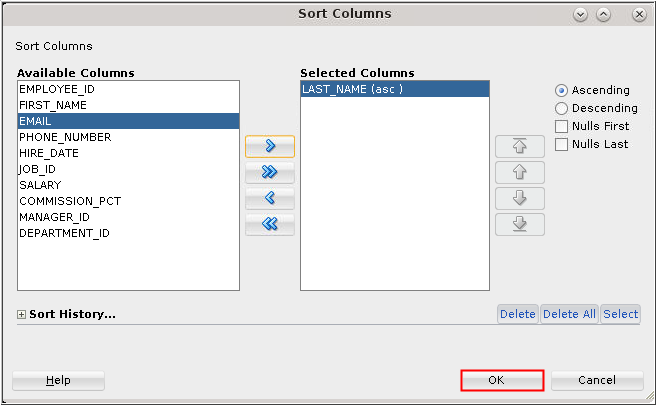 Sort Columns
Sort Columns
Available Columns
EMPLOYEE_ID
FIRST_NAME
EMAIL
PHONE_NUMBER
HIRE_DATE
JOB_ID
SALARY
COMMISSION_PCT
MANAGER_ID
DEPARTMENT_ID
Selected Columns
LAST_NAME (asc )
Ascending
Descending
Nulls First
Nulls Last
Sort History...
Delete Delete All Select
Help OK Cancel